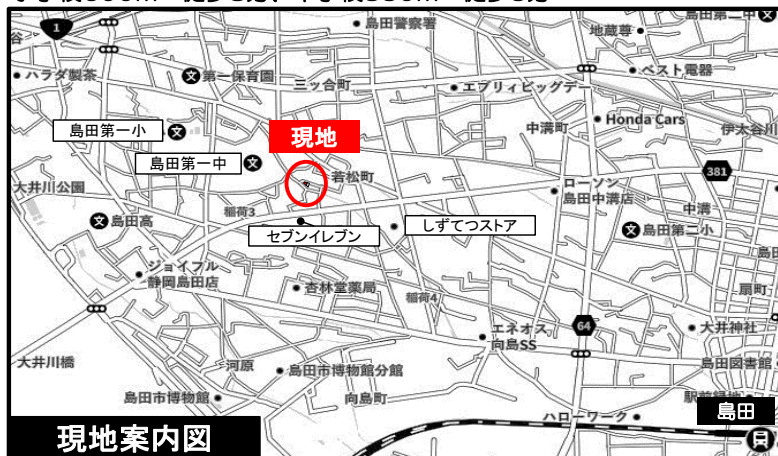 島田警察署
地蔵尊
島田第二中
1
谷
ハラダ製茶
第一保育園
三ッ合町
エブリィビッグデー
ベスト電器
島田第一小
現地
中溝町
Honda Cars
伊太谷川
島田第一中
若松町
381
大井川公園
ローソン
島田中溝店
稲荷3
中溝
島田高
しずてつストア
セブンイレブン
島田第二小
ジョイフル
静岡島田店
杏林堂薬局
稲荷4
扇町
64
エネオス
向島SS
大井神社
大井川橋
河原
島田市博物館分館
島田図書館
島田市博物館
向島町
駅前緑地
ハローワーク
島田
現地案内図